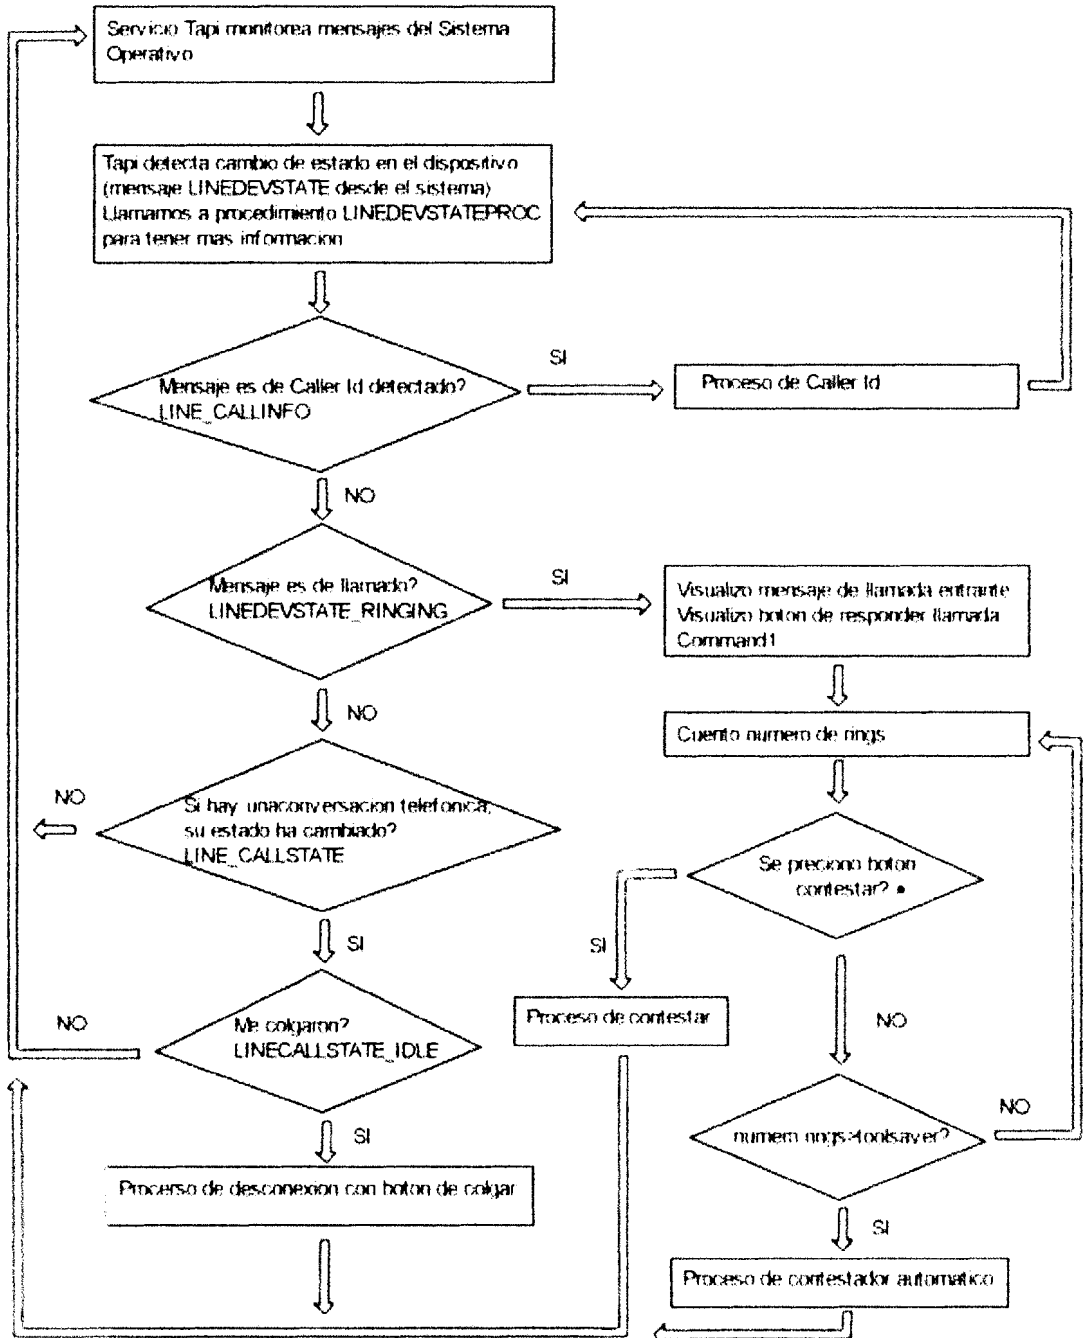 Servicio Tapi monitorea mensajes del Sistema
Operativo
Tapi detecta cambio de estado en el dispositivo
(mensaje LINEDEVSTATE desde el sistema)
Llamamos a procedimiento LINEDEVSTATEPROC
para tener mas informacion
Mensaje es de Caller Id detectado?
LINE_CALLINFO
SI
Proceso de Caller Id
NO
Mensaje es de llamado?
LINEDEVSTATE_RINGING
SI
Visualizo mensaje de llamada entrante
Visualizo boton de responder llamada
Command1
NO
Cuento numero de rings
Si hay unaconversacion telefonica,
su estado ha cambiado?
LINE_CALLSTATE
NO
Se preciono boton
contestar?
SI
SI
Proceso de contestar
NO
Me colgaron?
LINECALLSTATE_IDLE
NO
numero rings>toolsaver?
NO
SI
Procerso de desconexion con boton de colgar
SI
Proceso de contestador automatico